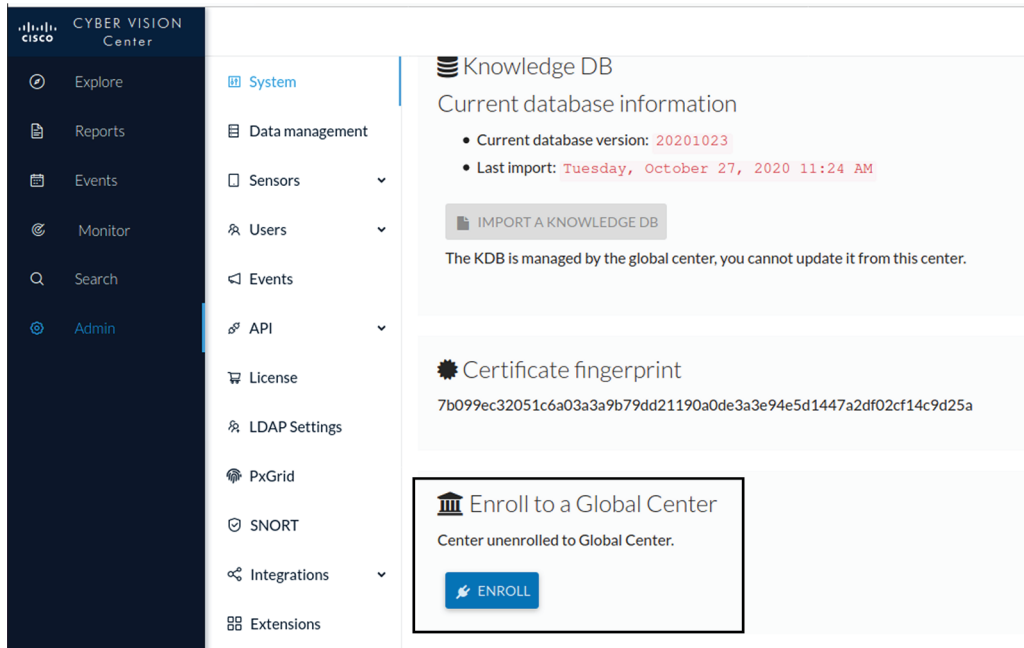 CISCO
CYBER VISION
Center
Explore
Reports
Events
Monitor
Search
Admin
System
Data management
Sensors
Users
Events
API
License
LDAP Settings
PxGrid
SNORT
Integrations
Extensions
Knowledge DB
Current database information
Current database version: 20201023
Last import: Tuesday, October 27, 2020 11:24 AM
IMPORT A KNOWLEDGE DB
The KDB is managed by the global center, you cannot update it from this center.
Certificate fingerprint
7b099ec32051c6a03a3a9b79dd21190a0de3a3e94e5d1447a2df02cf14c9d25a
Enroll to a Global Center
Center unenrolled to Global Center.
ENROLL